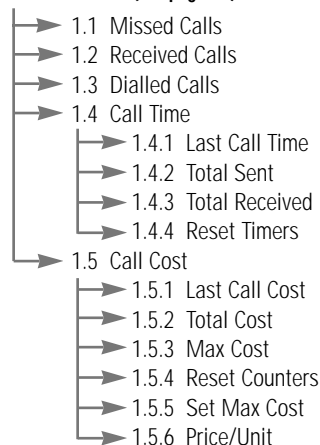 1.1 Missed Calls
1.2 Received Calls
1.3 Dialled Calls
1.4 Call Time
1.4.1 Last Call Time
1.4.2 Total Sent
1.4.3 Total Received
1.4.4 Reset Timers
1.5 Call Cost
1.5.1 Last Call Cost
1.5.2 Total Cost
1.5.3 Max Cost
1.5.4 Reset Counters
1.5.5 Set Max Cost
1.5.6 Price/Unit